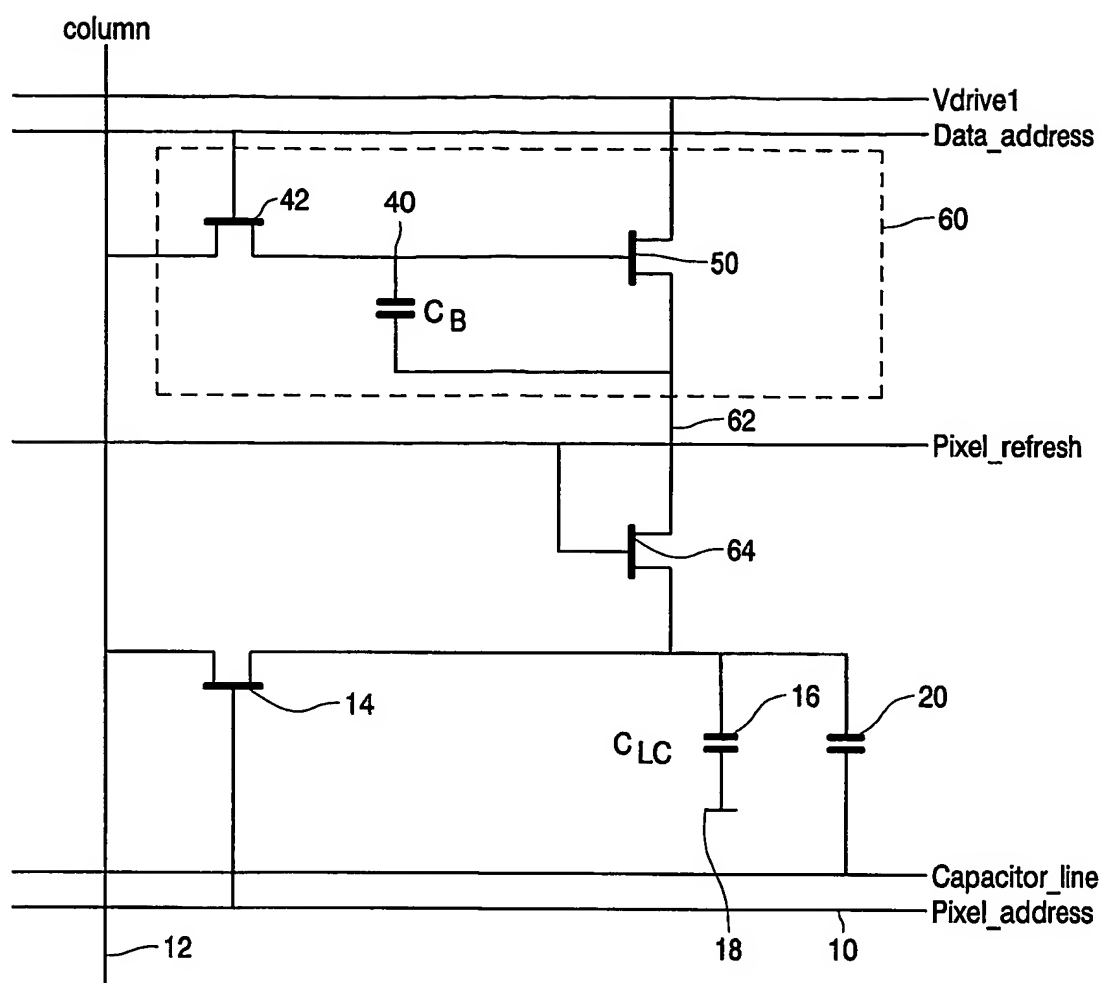 column
Vdrive1
Data_address
42
40
60
50
C B
62
Pixel_refresh
64
14
16
20
C LC
Capacitor_line
Pixel_address
12
18
10